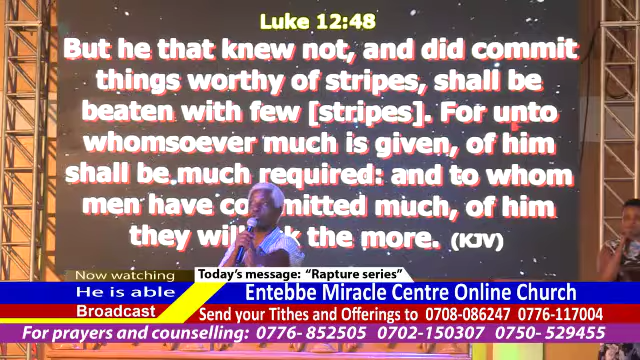 Luke 12:48
But he that knew not, and did commit
things worthy of stripes, shall be
beaten with few [stripes]. For unto
whomsoever much is given, of him
shall be much required: and to whom
men have committed much, of him
they will the more. (KJV)
Now watching
Today's message: "Rapture series"
He is able
Entebbe Miracle Centre Online Church
Broadcast
Send your Tithes and Offerings to 0708-086247 0776-117004
For prayers and counselling: 0776- 852505 0702-150307 0750- 529455